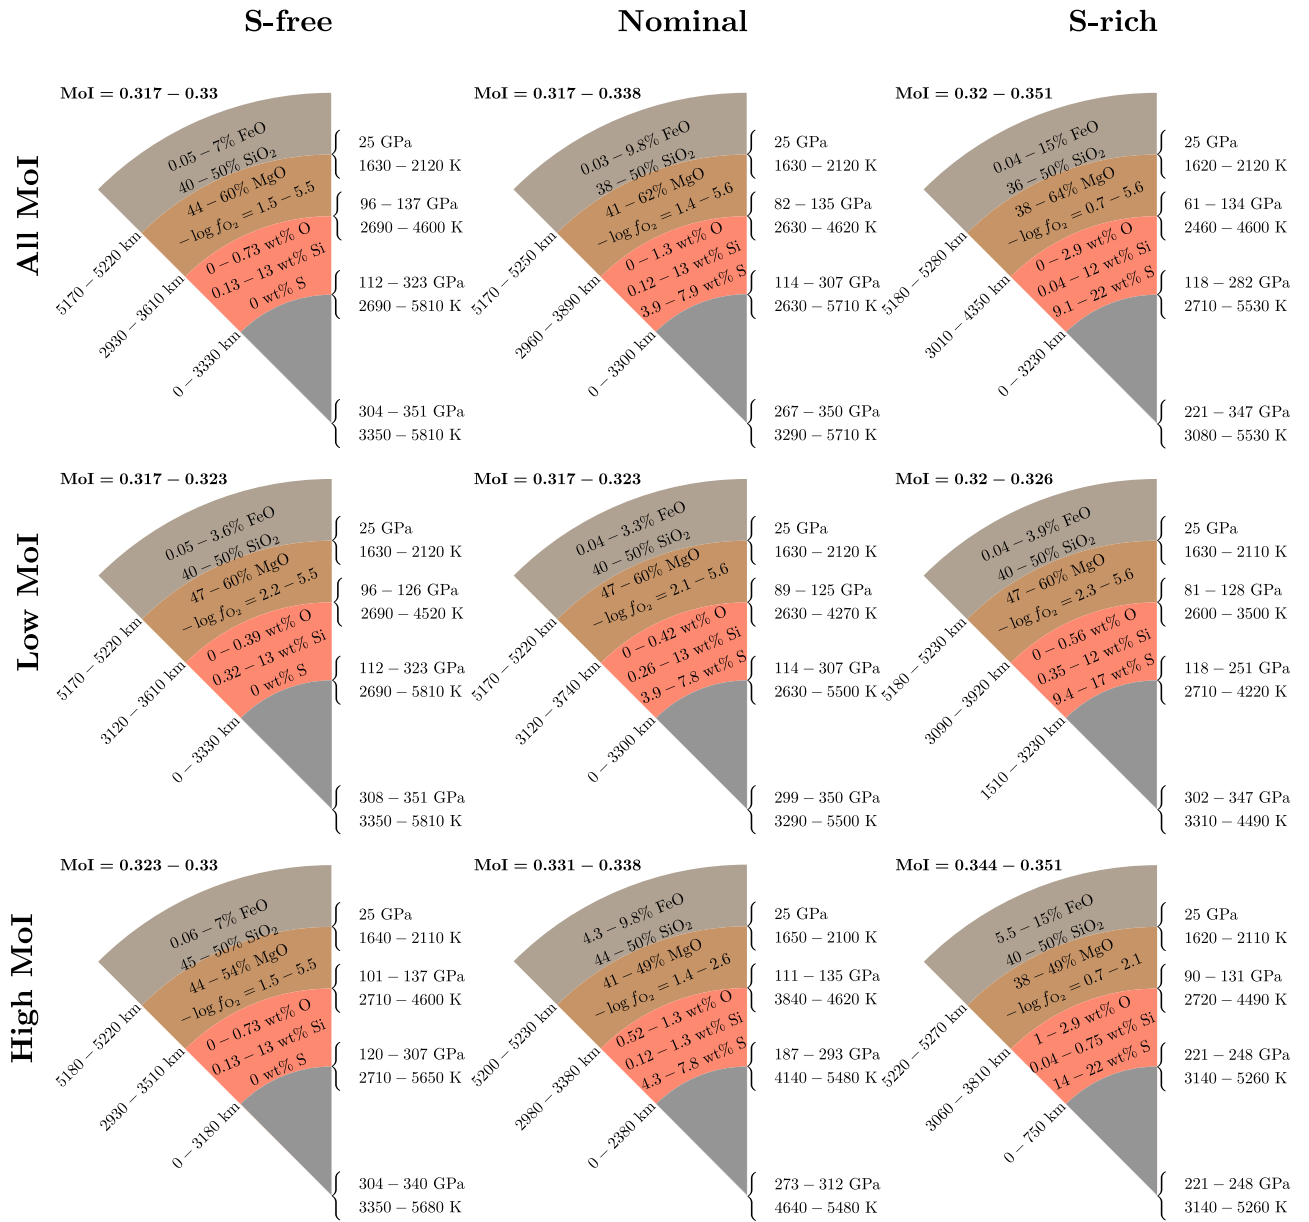 S-free
Nominal
S-rich
All MoI
MoI = 0.317 − 0.33
0.05 − 7% FeO
40 − 50% SiO₂
44 − 60% MgO
− log f_O₂ = 1.5 − 5.5
0 − 0.73 wt% O
0.13 − 13 wt% Si
0 wt% S
5170 − 5220 km
2930 − 3610 km
0 − 3330 km
25 GPa
1630 − 2120 K
96 − 137 GPa
2690 − 4600 K
112 − 323 GPa
2690 − 5810 K
304 − 351 GPa
3350 − 5810 K
MoI = 0.317 − 0.338
0.03 − 9.8% FeO
38 − 50% SiO₂
41 − 62% MgO
− log f_O₂ = 1.4 − 5.6
0 − 1.3 wt% O
0.12 − 13 wt% Si
3.9 − 7.9 wt% S
5170 − 5250 km
2960 − 3890 km
0 − 3300 km
25 GPa
1630 − 2120 K
82 − 135 GPa
2630 − 4620 K
114 − 307 GPa
2630 − 5710 K
267 − 350 GPa
3290 − 5710 K
MoI = 0.32 − 0.351
0.04 − 15% FeO
36 − 50% SiO₂
38 − 64% MgO
− log f_O₂ = 0.7 − 5.6
0 − 2.9 wt% O
0.04 − 12 wt% Si
9.1 − 22 wt% S
5180 − 5280 km
3010 − 4350 km
0 − 3230 km
25 GPa
1620 − 2120 K
61 − 134 GPa
2460 − 4600 K
118 − 282 GPa
2710 − 5530 K
221 − 347 GPa
3080 − 5530 K
Low MoI
MoI = 0.317 − 0.323
0.05 − 3.6% FeO
40 − 50% SiO₂
47 − 60% MgO
− log f_O₂ = 2.2 − 5.5
0 − 0.39 wt% O
0.32 − 13 wt% Si
0 wt% S
5170 − 5220 km
3120 − 3610 km
0 − 3330 km
25 GPa
1630 − 2120 K
96 − 126 GPa
2690 − 4520 K
112 − 323 GPa
2690 − 5810 K
308 − 351 GPa
3350 − 5810 K
MoI = 0.317 − 0.323
0.04 − 3.3% FeO
40 − 50% SiO₂
47 − 60% MgO
− log f_O₂ = 2.1 − 5.6
0 − 0.42 wt% O
0.26 − 13 wt% Si
3.9 − 7.8 wt% S
5170 − 5220 km
3120 − 3740 km
0 − 3300 km
25 GPa
1630 − 2120 K
89 − 125 GPa
2630 − 4270 K
114 − 307 GPa
2630 − 5500 K
299 − 350 GPa
3290 − 5500 K
MoI = 0.32 − 0.326
0.04 − 3.9% FeO
40 − 50% SiO₂
47 − 60% MgO
− log f_O₂ = 2.3 − 5.6
0 − 0.56 wt% O
0.35 − 12 wt% Si
9.4 − 17 wt% S
5180 − 5230 km
3090 − 3920 km
1510 − 3230 km
25 GPa
1630 − 2110 K
81 − 128 GPa
2600 − 3500 K
118 − 251 GPa
2710 − 4220 K
302 − 347 GPa
3310 − 4490 K
High MoI
MoI = 0.323 − 0.33
0.06 − 7% FeO
45 − 50% SiO₂
44 − 54% MgO
− log f_O₂ = 1.5 − 5.5
0 − 0.73 wt% O
0.13 − 13 wt% Si
0 wt% S
5180 − 5220 km
2930 − 3510 km
0 − 3180 km
25 GPa
1640 − 2110 K
101 − 137 GPa
2710 − 4600 K
120 − 307 GPa
2710 − 5650 K
304 − 340 GPa
3350 − 5680 K
MoI = 0.331 − 0.338
4.3 − 9.8% FeO
44 − 50% SiO₂
41 − 49% MgO
− log f_O₂ = 1.4 − 2.6
0.52 − 1.3 wt% O
0.12 − 1.3 wt% Si
4.3 − 7.8 wt% S
5200 − 5230 km
2980 − 3380 km
0 − 2380 km
25 GPa
1650 − 2100 K
111 − 135 GPa
3840 − 4620 K
187 − 293 GPa
4140 − 5480 K
273 − 312 GPa
4640 − 5480 K
MoI = 0.344 − 0.351
5.5 − 15% FeO
40 − 50% SiO₂
38 − 49% MgO
− log f_O₂ = 0.7 − 2.1
1 − 2.9 wt% O
0.04 − 0.75 wt% Si
14 − 22 wt% S
5220 − 5270 km
3060 − 3810 km
0 − 750 km
25 GPa
1620 − 2110 K
90 − 131 GPa
2720 − 4490 K
221 − 248 GPa
3140 − 5260 K
221 − 248 GPa
3140 − 5260 K